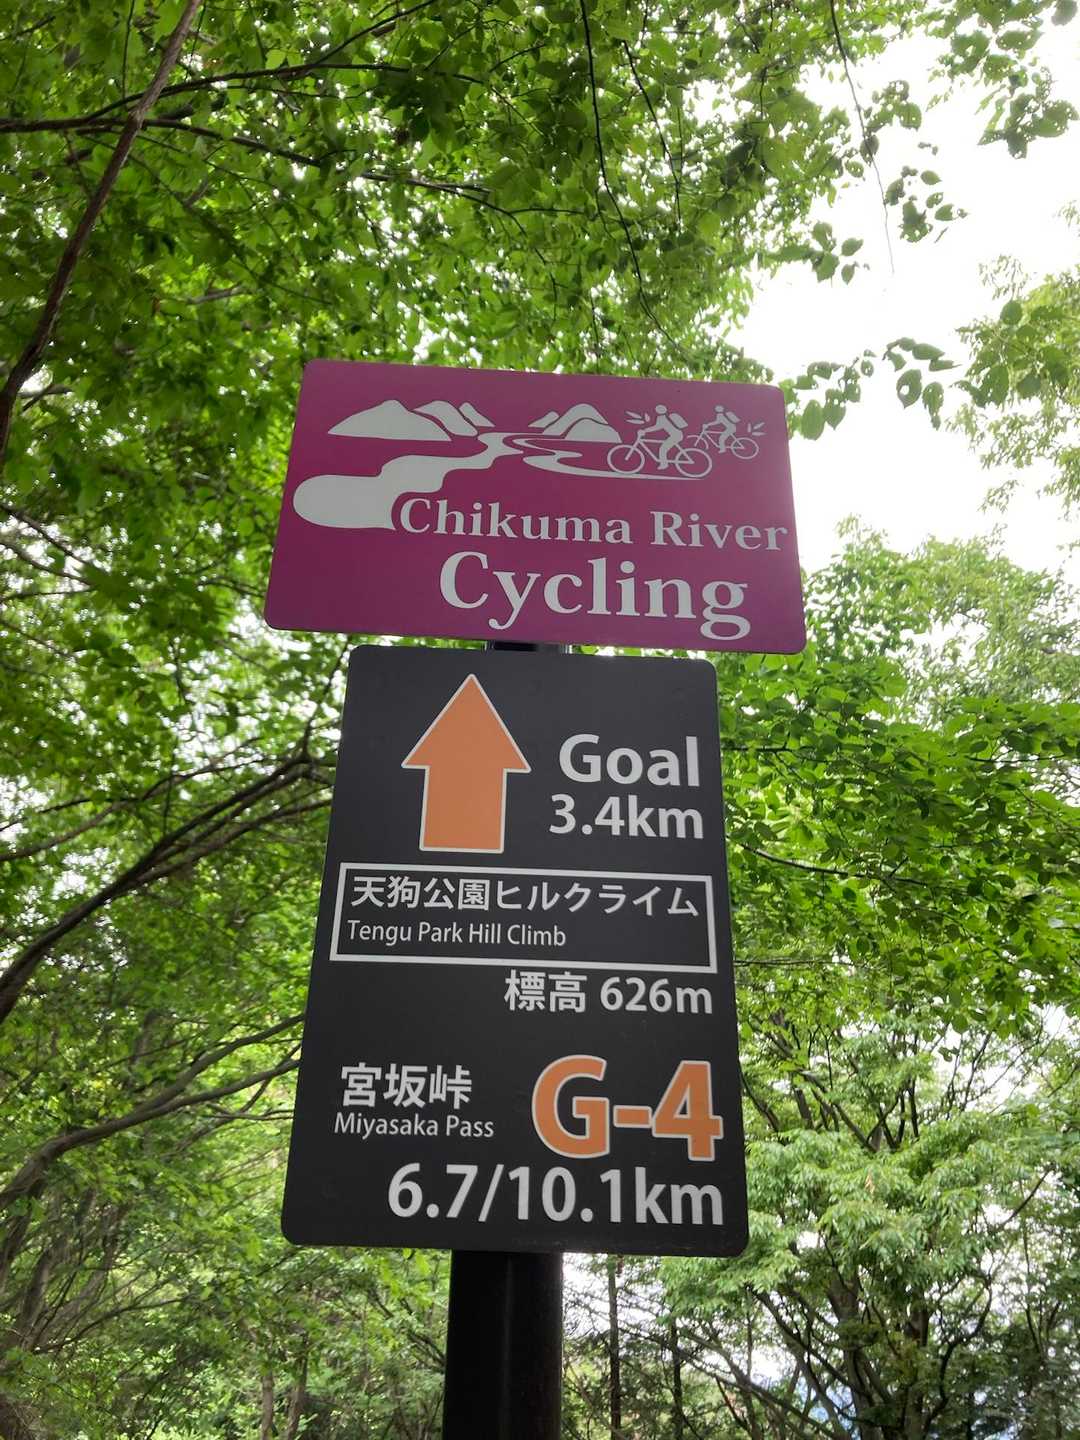 Chikuma River
Cycling
Goal
3.4km
天狗公園ヒルクライム
Tengu Park Hill Climb
標高 626m
宮坂峠
Miyasaka Pass
G-4
6.7/10.1km